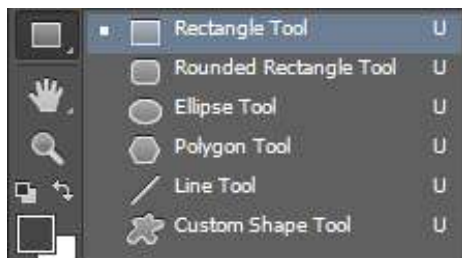 Rectangle Tool U
Rounded Rectangle Tool U
Ellipse Tool U
Polygon Tool U
Line Tool U
Custom Shape Tool U